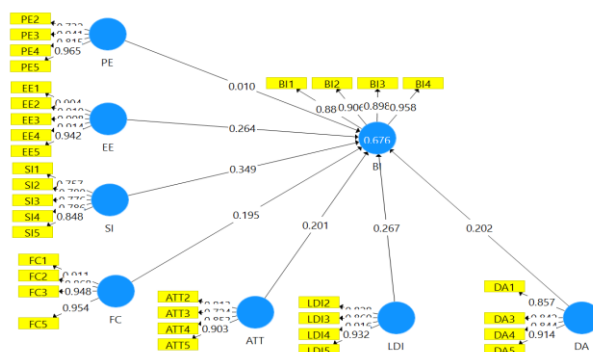 PE2
PE3
PE4
PE5
0.965
PE
EE1
EE2
EE3
EE4
EE5
0.942
EE
SI1
SI2
SI3
SI4
SI5
0.848
SI
FC1
FC2
FC3
FC5
0.948
0.954
FC
ATT2
ATT3
ATT4
ATT5
0.903
ATT
LDI2
LDI3
LDI4
LDI5
0.932
LDI
DA1
DA3
DA4
DA5
0.857
0.914
DA
BI1
BI2
BI3
BI4
0.88
0.906
0.898
0.958
0.676
BI
0.010
0.264
0.349
0.195
0.201
0.267
0.202